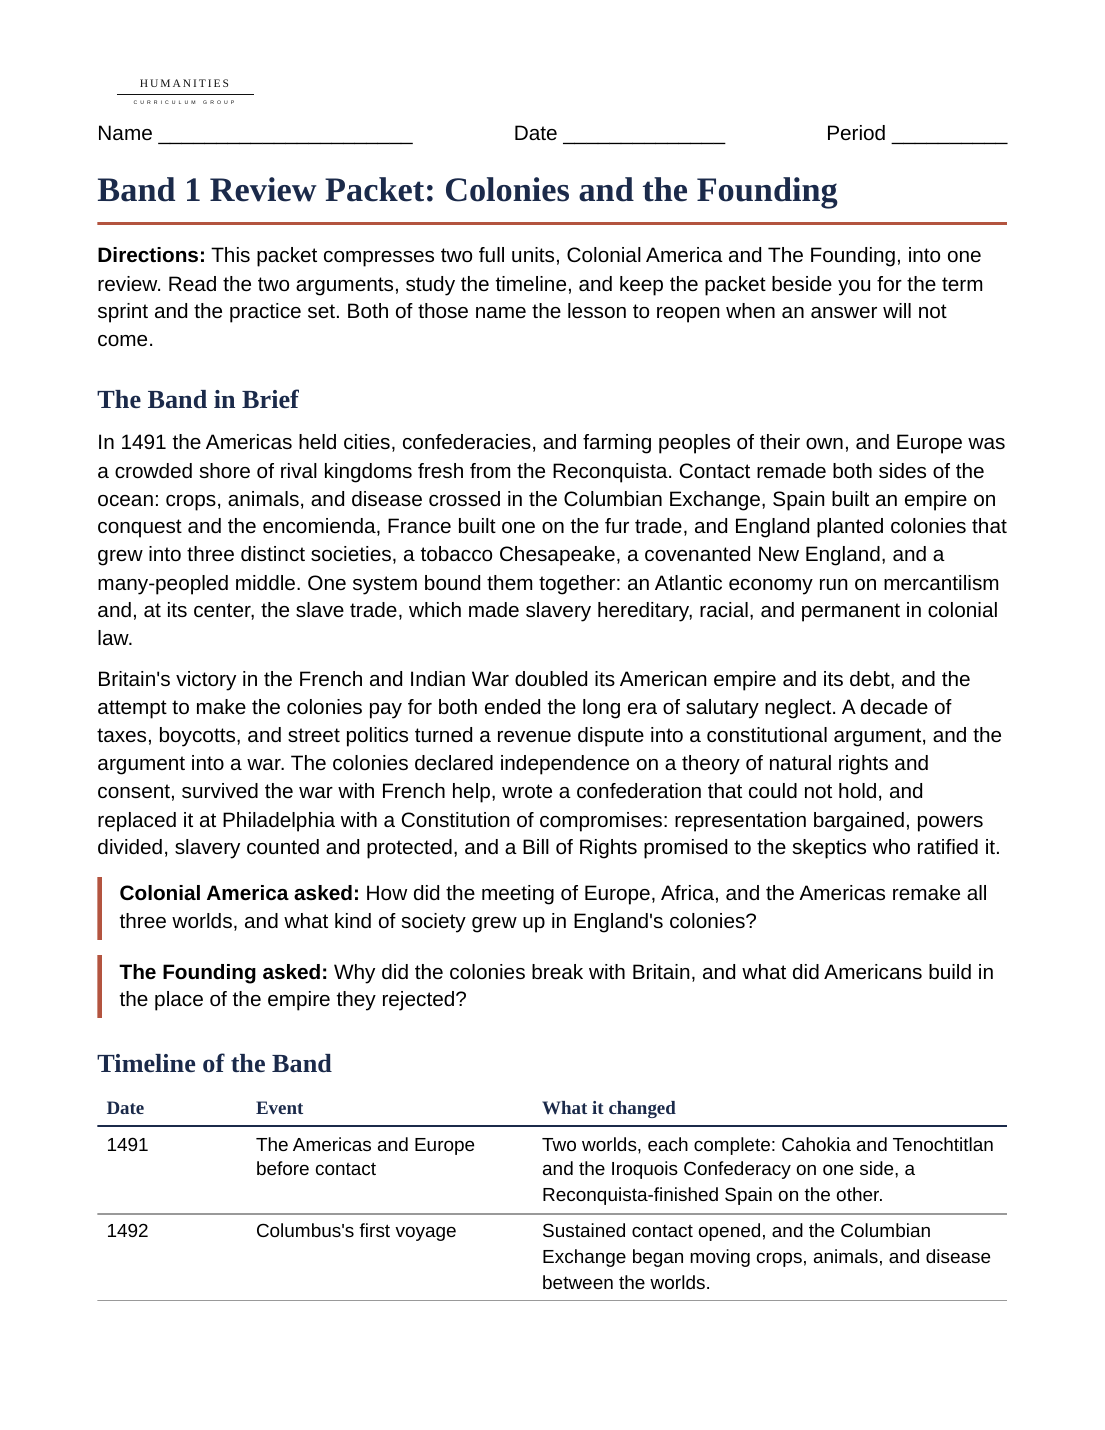 HUMANITIES
CURRICULUM GROUP
Name ______________________ Date ______________ Period __________
Band 1 Review Packet: Colonies and the Founding
Directions: This packet compresses two full units, Colonial America and The Founding, into one
review. Read the two arguments, study the timeline, and keep the packet beside you for the term
sprint and the practice set. Both of those name the lesson to reopen when an answer will not
come.
The Band in Brief
In 1491 the Americas held cities, confederacies, and farming peoples of their own, and Europe was
a crowded shore of rival kingdoms fresh from the Reconquista. Contact remade both sides of the
ocean: crops, animals, and disease crossed in the Columbian Exchange, Spain built an empire on
conquest and the encomienda, France built one on the fur trade, and England planted colonies that
grew into three distinct societies, a tobacco Chesapeake, a covenanted New England, and a
many-peopled middle. One system bound them together: an Atlantic economy run on mercantilism
and, at its center, the slave trade, which made slavery hereditary, racial, and permanent in colonial
law.
Britain's victory in the French and Indian War doubled its American empire and its debt, and the
attempt to make the colonies pay for both ended the long era of salutary neglect. A decade of
taxes, boycotts, and street politics turned a revenue dispute into a constitutional argument, and the
argument into a war. The colonies declared independence on a theory of natural rights and
consent, survived the war with French help, wrote a confederation that could not hold, and
replaced it at Philadelphia with a Constitution of compromises: representation bargained, powers
divided, slavery counted and protected, and a Bill of Rights promised to the skeptics who ratified it.
Colonial America asked: How did the meeting of Europe, Africa, and the Americas remake all
three worlds, and what kind of society grew up in England's colonies?
The Founding asked: Why did the colonies break with Britain, and what did Americans build in
the place of the empire they rejected?
Timeline of the Band
Date Event What it changed
1491 The Americas and Europe Two worlds, each complete: Cahokia and Tenochtitlan
before contact and the Iroquois Confederacy on one side, a
Reconquista-finished Spain on the other.
1492 Columbus's first voyage Sustained contact opened, and the Columbian
Exchange began moving crops, animals, and disease
between the worlds.